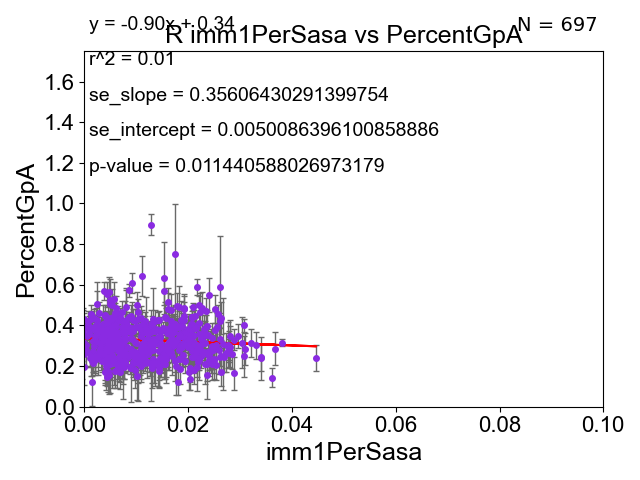 y = -0.90x + 0.34
N = 697
R imm1PerSasa vs PercentGpA
r^2 = 0.01
se_slope = 0.35606430291399754
se_intercept = 0.0050086396100858886
p-value = 0.011440588026973179
PercentGpA
1.6
1.4
1.2
1.0
0.8
0.6
0.4
0.2
0.0
0.00 0.02 0.04 0.06 0.08 0.10
imm1PerSasa